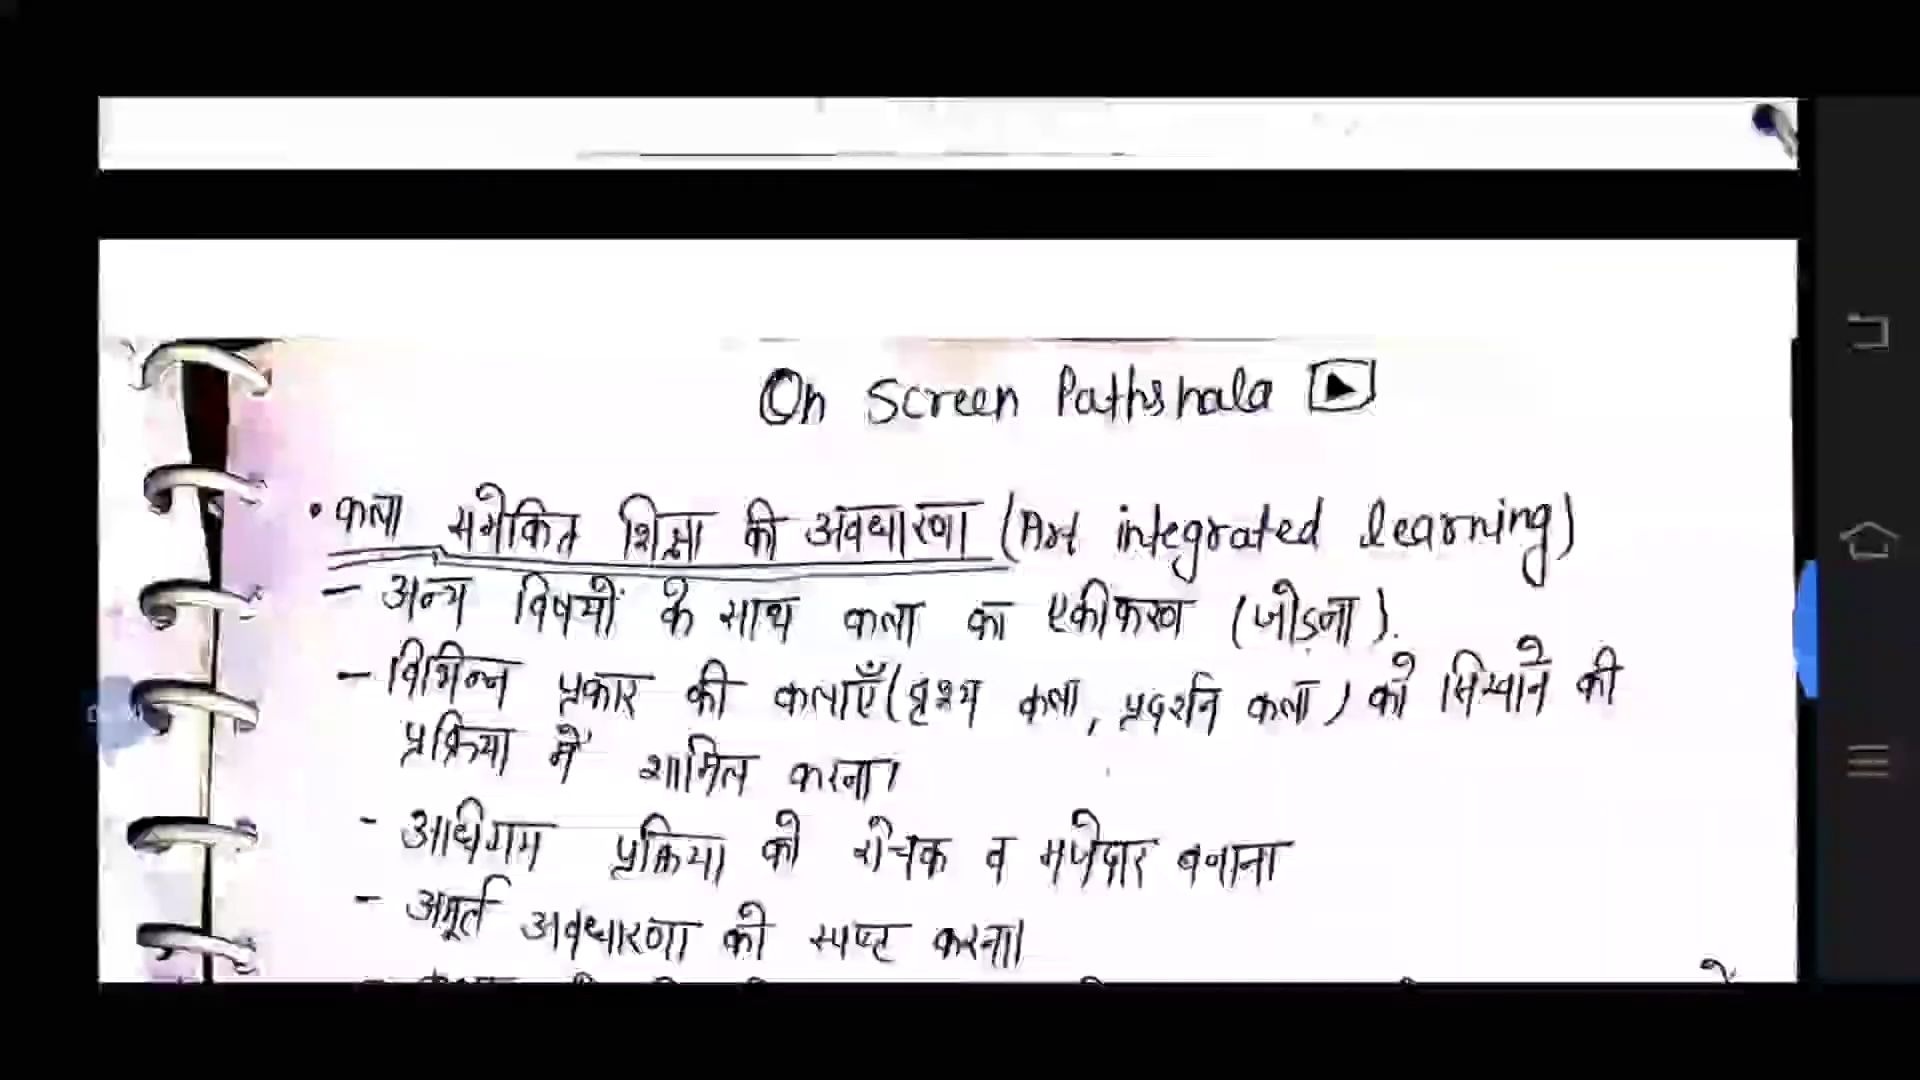 On Screen Pathshala
• कला समेकित शिक्षा की अवधारणा (Art integrated learning)
- अन्य विषयों के साथ कला का एकीकरण (जोड़ना).
- विभिन्न प्रकार की कलाएँ (दृश्य कला, प्रदर्शन कला) को सिखाने की
प्रक्रिया में शामिल करना।
- अधिगम प्रक्रिया को रोचक व मजेदार बनाना
- अमूर्त अवधारणा को स्पष्ट करना।